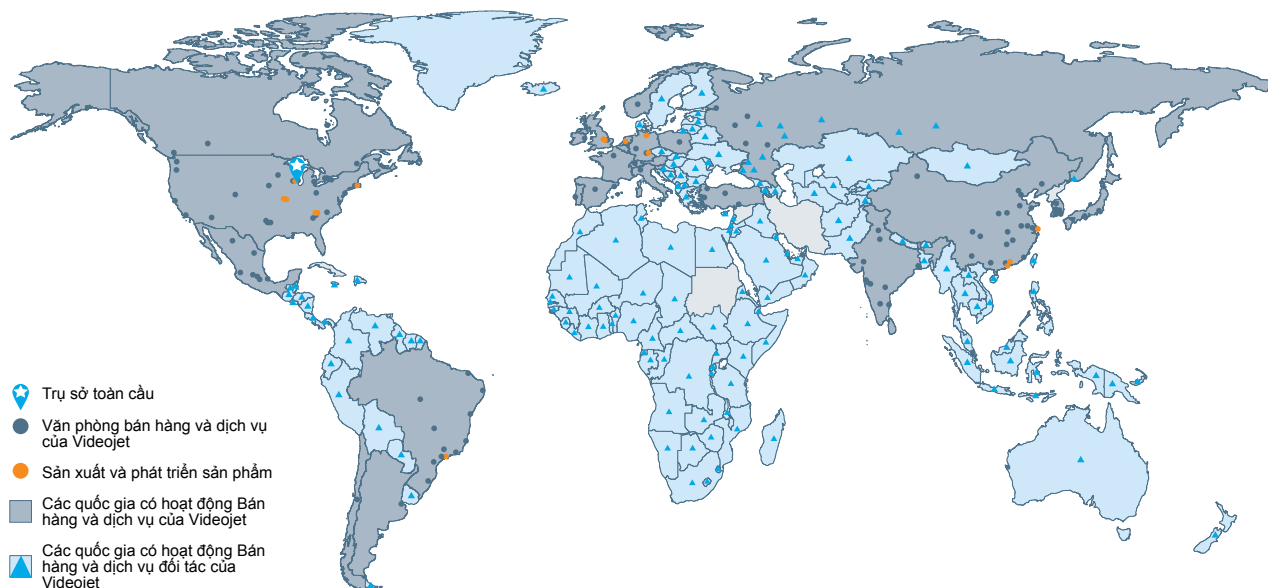 Trụ sở toàn cầu
Văn phòng bán hàng và dịch vụ
của Videojet
Sản xuất và phát triển sản phẩm
Các quốc gia có hoạt động Bán
hàng và dịch vụ của Videojet
Các quốc gia có hoạt động Bán
hàng và dịch vụ đối tác của
Videojet